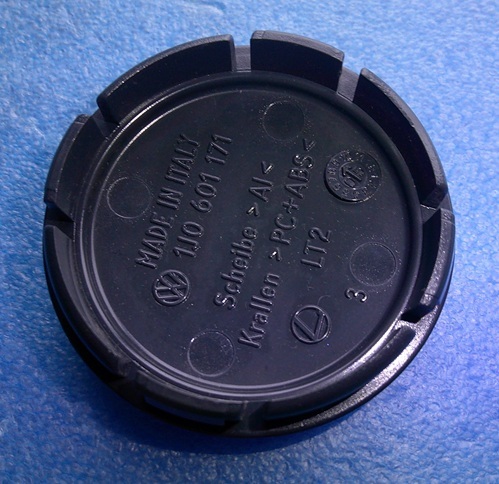 MADE IN ITALY
1J0 601 171
Scheibe > Al <
Krallen > PC+ABS <
LT2
3